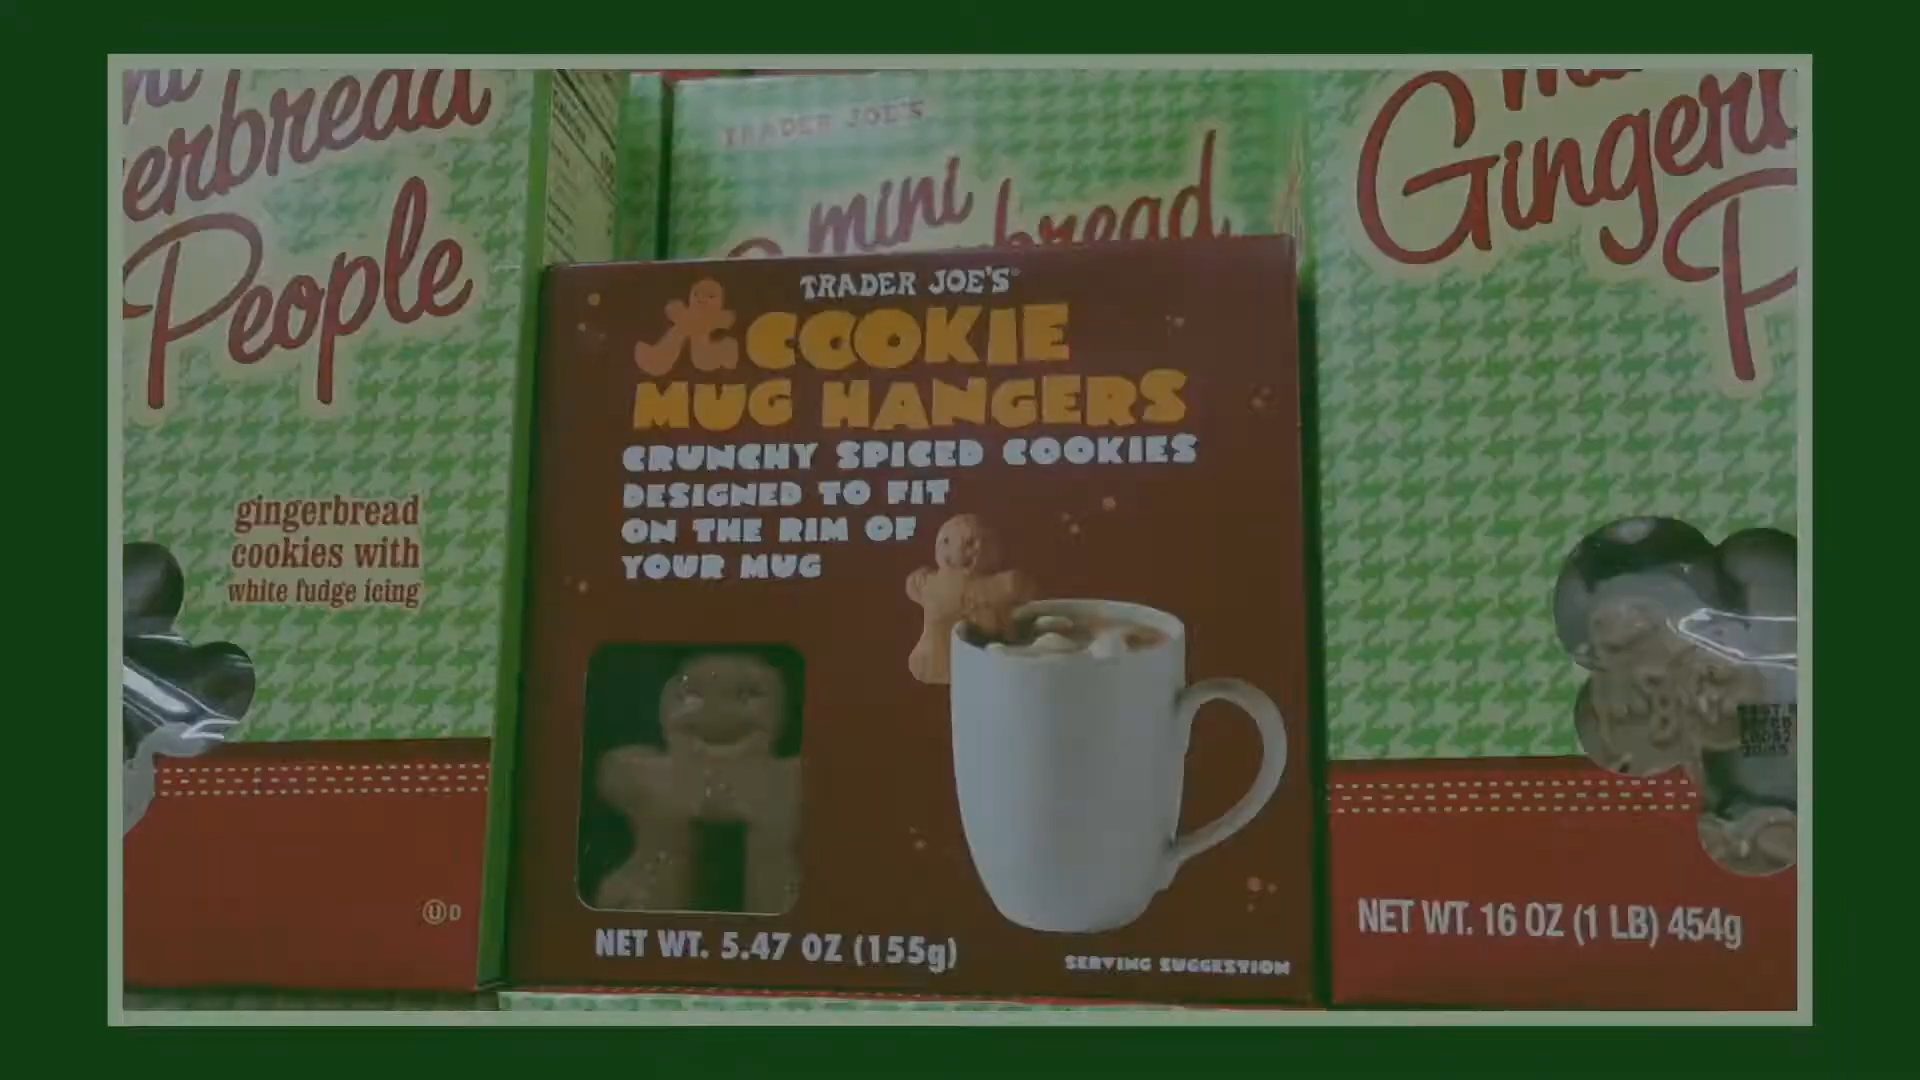 erbread
People
gingerbread
cookies with
white fudge icing
U D
TRADER JOE'S
mini
bread
TRADER JOE'S
COOKIE
MUG HANGERS
CRUNCHY SPICED COOKIES
DESIGNED TO FIT
ON THE RIM OF
YOUR MUG
NET WT. 5.47 OZ (155g)
SERVING SUGGESTION
Ginger
P
NET WT. 16 OZ (1 LB) 454g